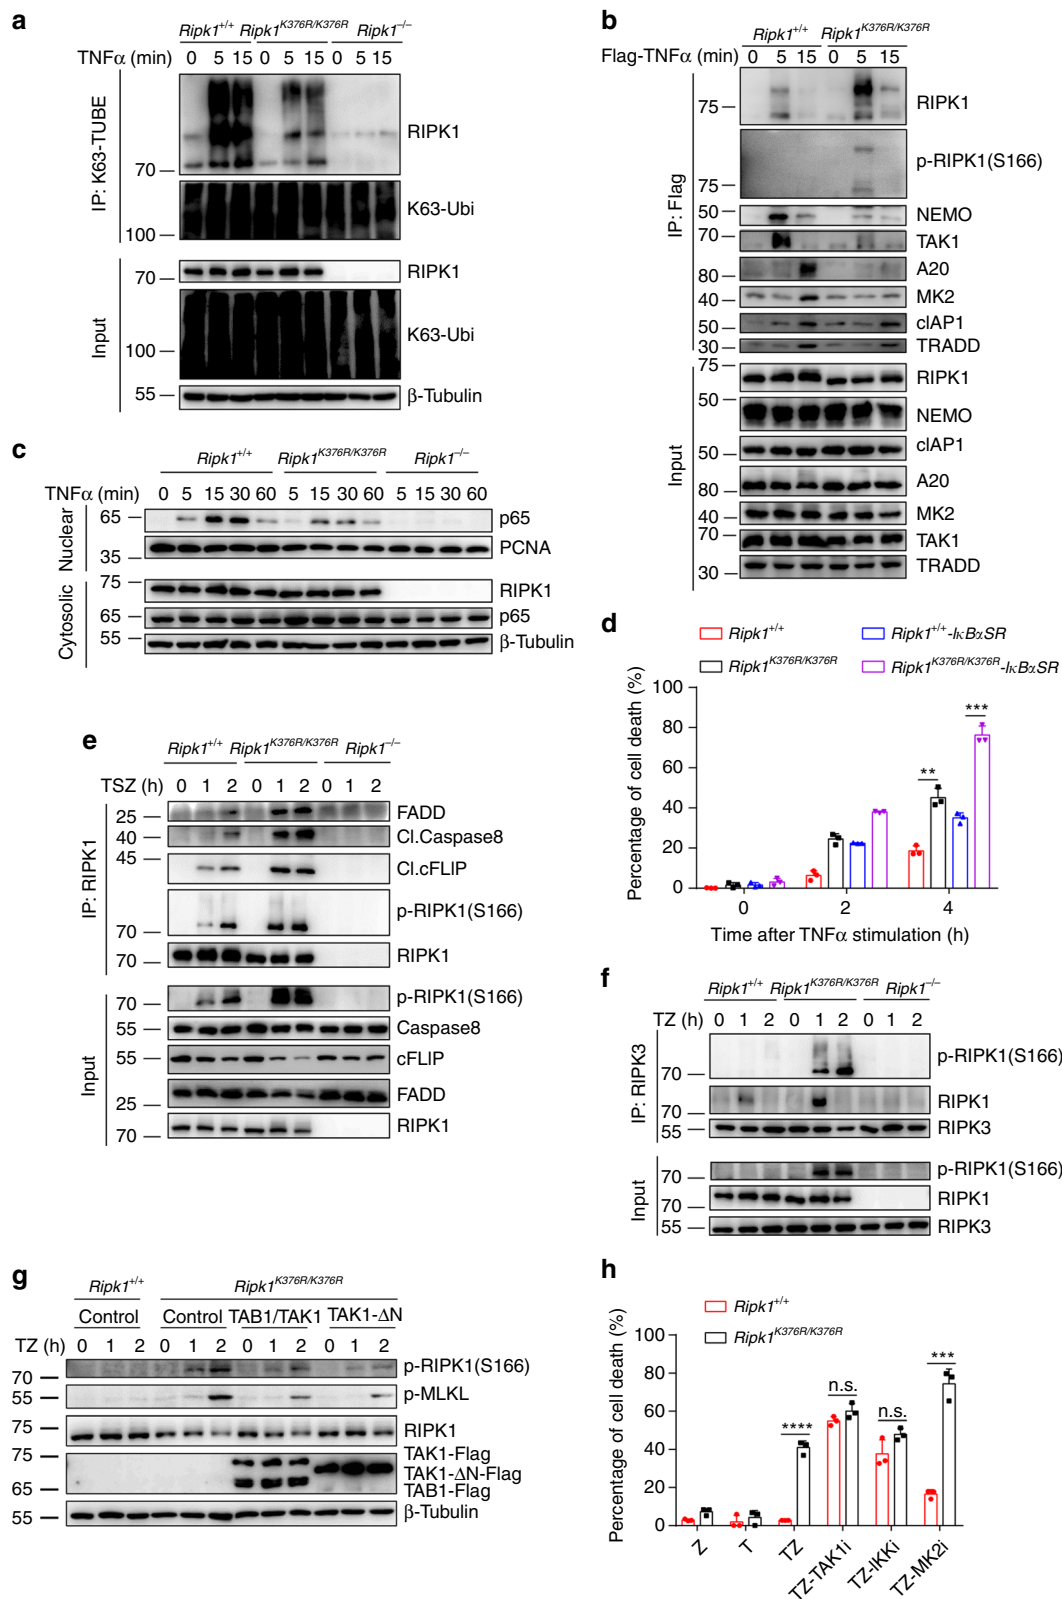 a
Ripk1+/+ Ripk1K376R/K376R Ripk1–/–
TNFα (min) 0 5 15 0 5 15 0 5 15
IP: K63-TUBE
RIPK1
70
K63-Ubi
100
Input
RIPK1
70
K63-Ubi
100
55
β-Tubulin
b
Ripk1+/+ Ripk1K376R/K376R
Flag-TNFα (min) 0 5 15 0 5 15
IP: Flag
75
RIPK1
p-RIPK1(S166)
75
50
NEMO
70
TAK1
80
A20
40
MK2
50
cIAP1
30
TRADD
Input
75
RIPK1
50
NEMO
50
cIAP1
80
A20
40
MK2
70
TAK1
30
TRADD
c
Ripk1+/+ Ripk1K376R/K376R Ripk1–/–
TNFα (min) 0 5 15 30 60 5 15 30 60 5 15 30 60
Nuclear
65
p65
35
PCNA
Cytosolic
75
RIPK1
65
p65
55
β-Tubulin
d
Ripk1+/+
Ripk1+/+-IκBαSR
Ripk1K376R/K376R
Ripk1K376R/K376R-IκBαSR
Percentage of cell death (%)
100
80
60
40
20
0
**
***
0 2 4
Time after TNFα stimulation (h)
e
Ripk1+/+ Ripk1K376R/K376R Ripk1–/–
TSZ (h) 0 1 2 0 1 2 0 1 2
IP: RIPK1
25
FADD
40
Cl.Caspase8
45
Cl.cFLIP
p-RIPK1(S166)
70
70
RIPK1
Input
70
p-RIPK1(S166)
55
Caspase8
55
cFLIP
25
FADD
70
RIPK1
f
Ripk1+/+ Ripk1K376R/K376R Ripk1–/–
TZ (h) 0 1 2 0 1 2 0 1 2
IP: RIPK3
p-RIPK1(S166)
70
RIPK1
70
55
RIPK3
Input
70
p-RIPK1(S166)
70
RIPK1
55
RIPK3
g
Ripk1+/+ Ripk1K376R/K376R
Control Control TAB1/TAK1 TAK1-ΔN
TZ (h) 0 1 2 0 1 2 0 1 2 0 1 2
70
p-RIPK1(S166)
55
p-MLKL
75
RIPK1
75
TAK1-Flag
TAK1-ΔN-Flag
65
TAB1-Flag
55
β-Tubulin
h
Ripk1+/+
Ripk1K376R/K376R
Percentage of cell death (%)
100
80
60
40
20
0
****
n.s.
n.s.
***
Z T TZ TZ-TAK1i TZ-IKKi TZ-MK2i